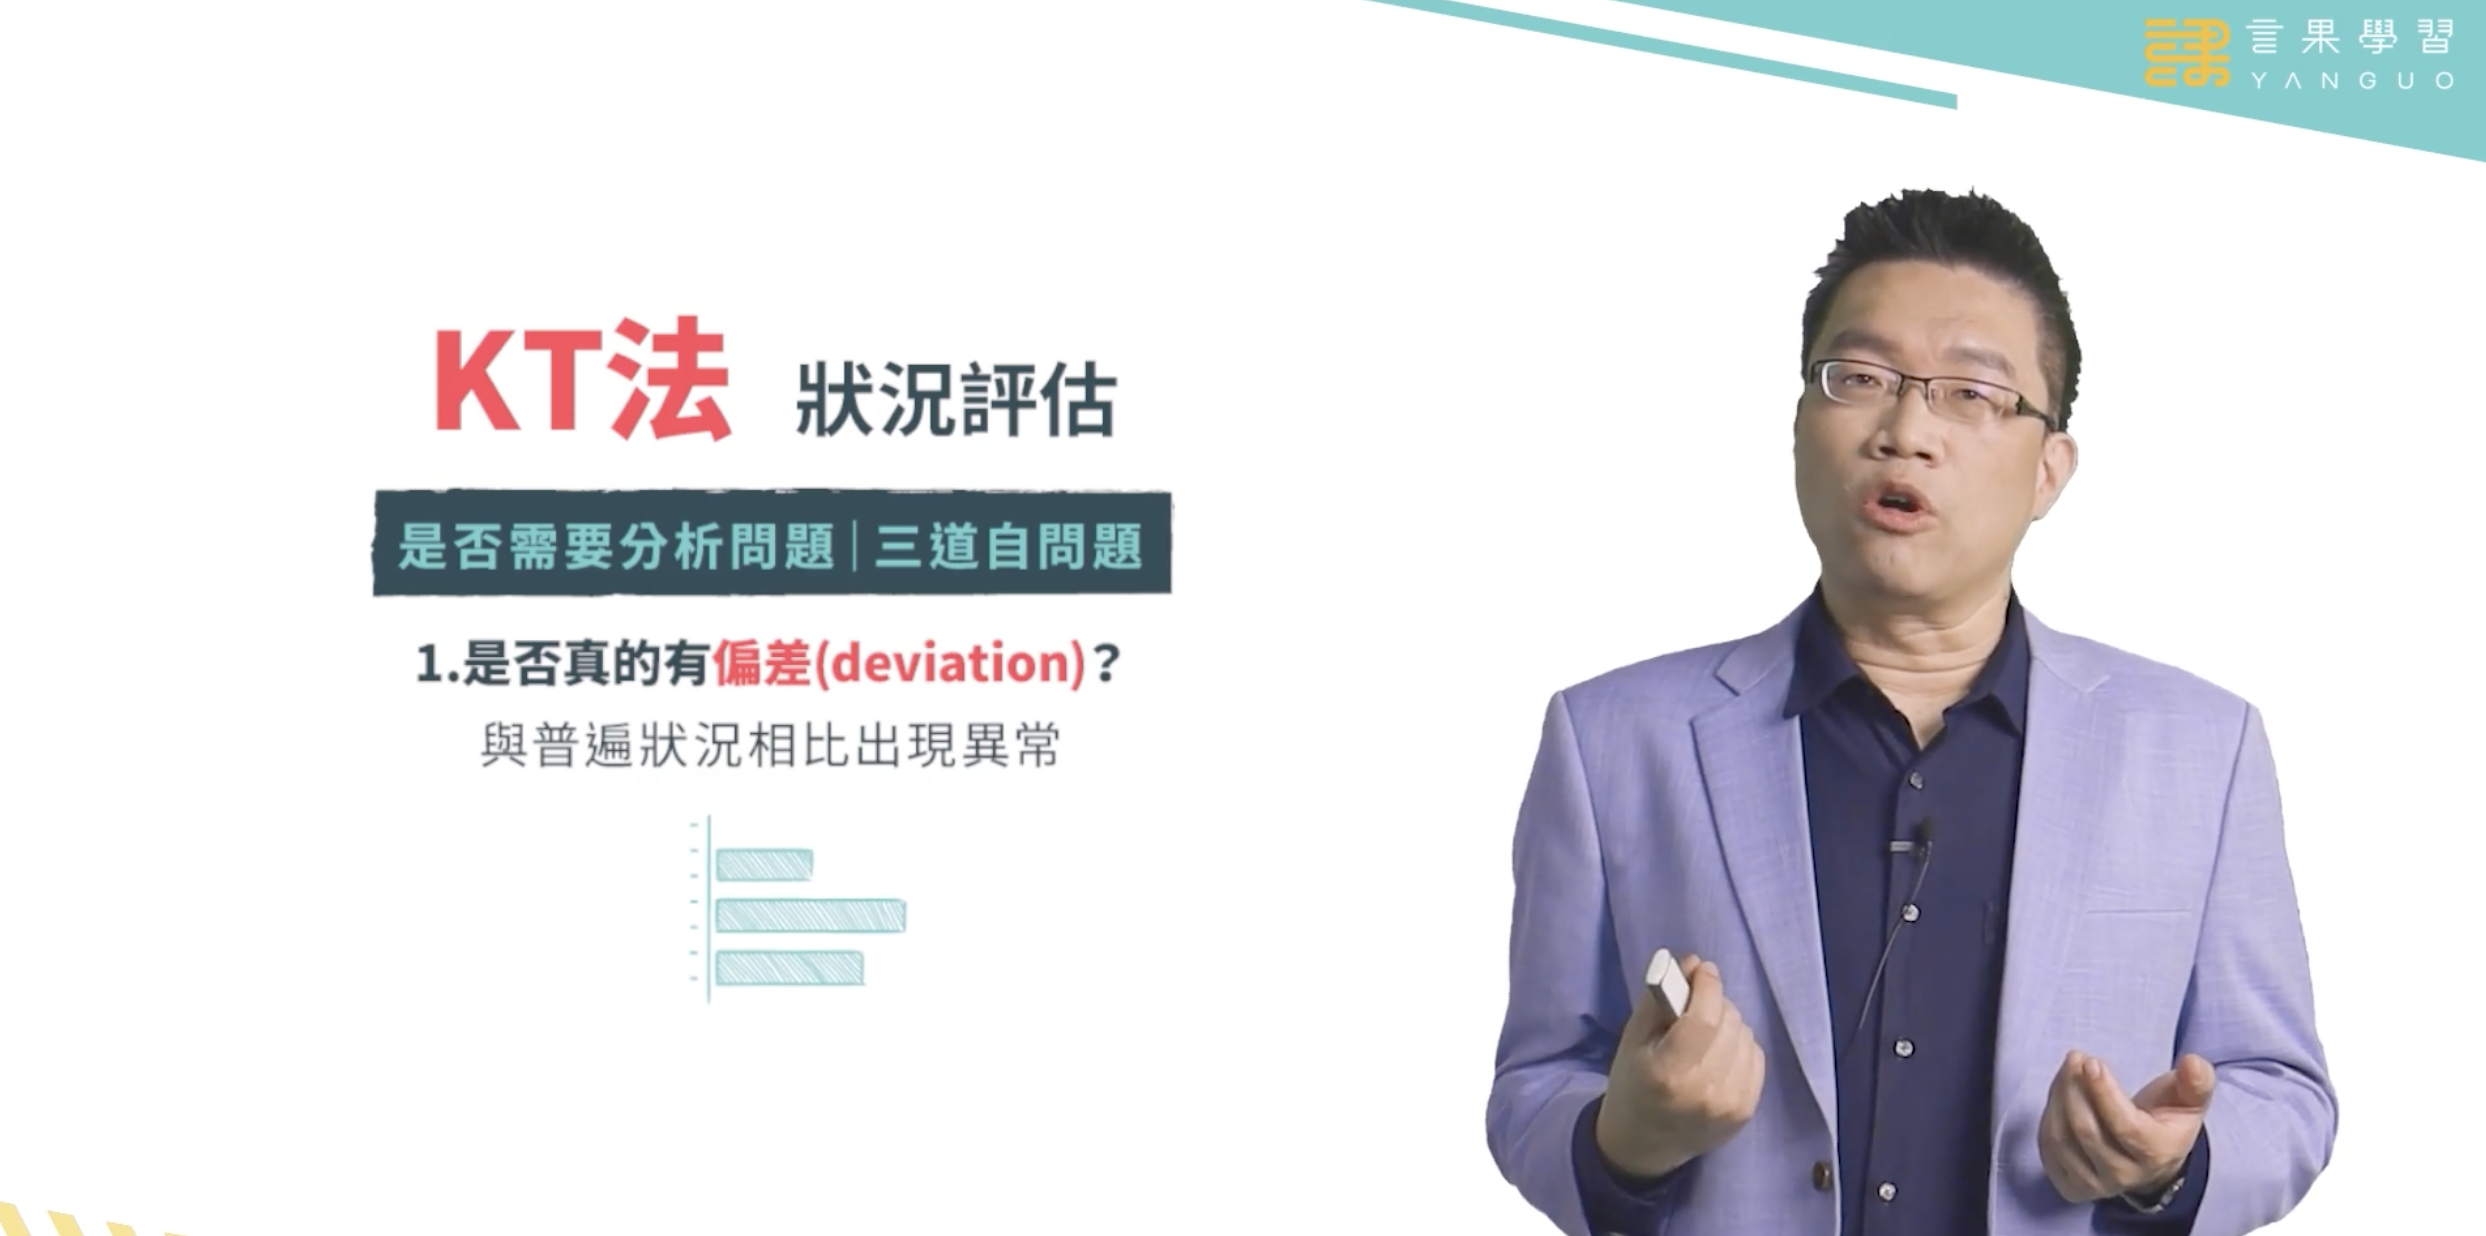 言果學習
YANGUO
KT法 狀況評估
是否需要分析問題｜三道自問題
1.是否真的有偏差(deviation)？
與普遍狀況相比出現異常